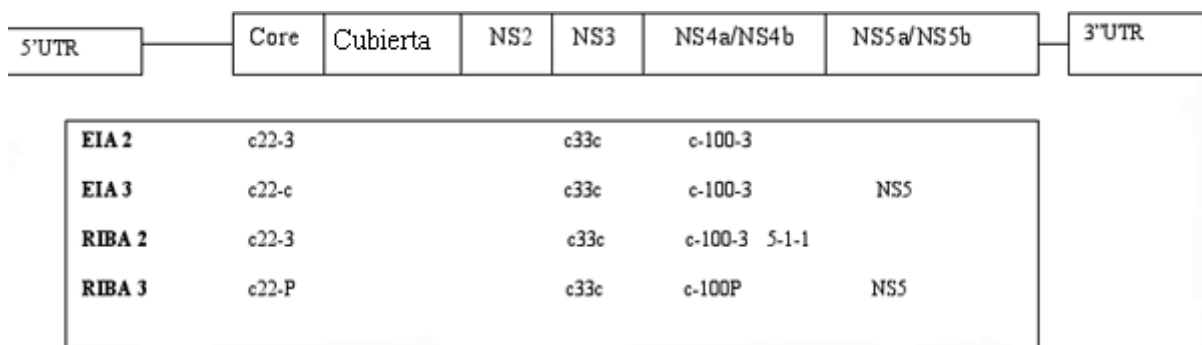 5'UTR Core Cubierta NS2 NS3 NS4a/NS4b NS5a/NS5b 3"UTR
EIA 2 c22-3 c33c c-100-3
EIA 3 c22-c c33c c-100-3 NS5
RIBA 2 c22-3 c33c c-100-3 5-1-1
RIBA 3 c22-P c33c c-100P NS5